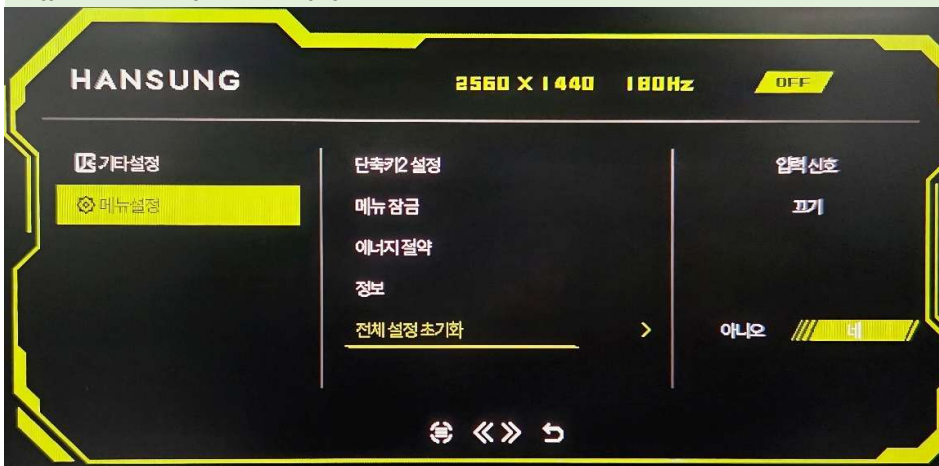 HANSUNG
2560 X 1440 180Hz OFF
기타설정
메뉴설정
단축키2 설정
메뉴 잠금
에너지 절약
정보
전체 설정 초기화
입력 신호
끄기
아니오 네